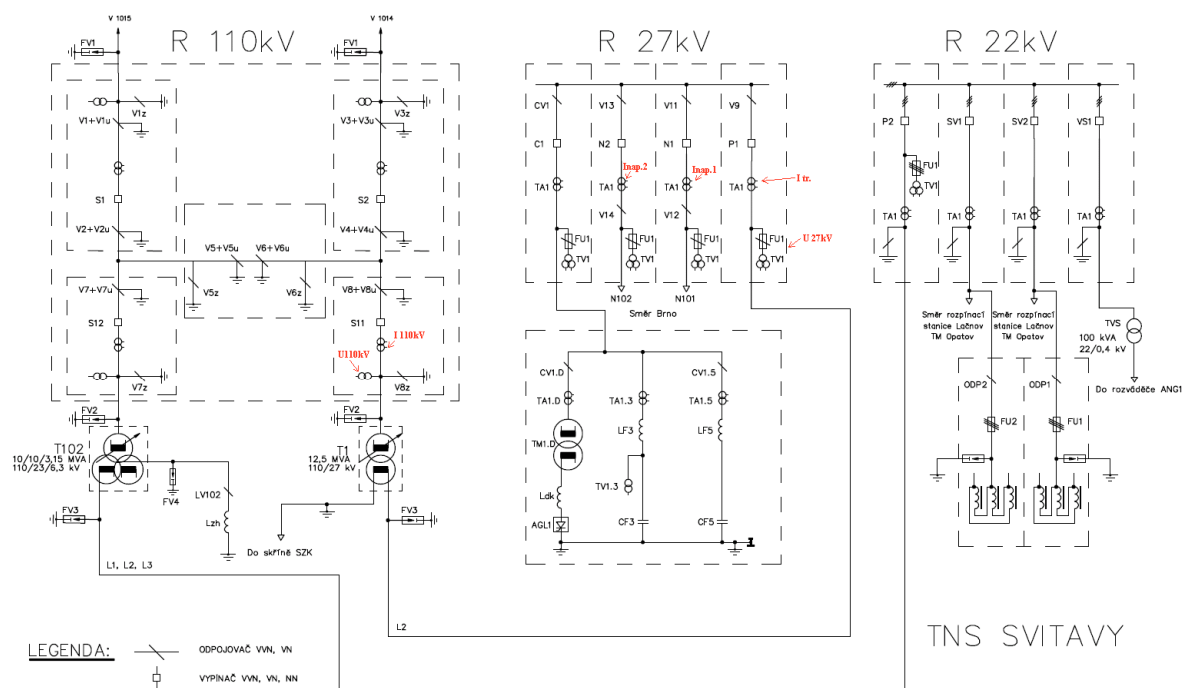 V 1015
V 1014
R 110kV
R 27kV
R 22kV
FV1
FV1
V1z
V1+V1u
S1
V2+V2u
V3z
V3+V3u
S2
V4+V4u
V5+V5u
V6+V6u
V5z
V6z
V7+V7u
S12
V7z
V8+V8u
S11
I 110kV
U110kV
V8z
FV2
FV2
T102
10/10/3,15 MVA
110/23/6,3 kV
FV4
LV102
Lzh
FV3
T1
12,5 MVA
110/27 kV
FV3
Do skříně SZK
L1, L2, L3
L2
CV1
C1
TA1
FU1
TV1
V13
N2
Inap.2
TA1
V14
FU1
TV1
N102
V11
N1
Inap.1
TA1
V12
FU1
TV1
N101
Směr Brno
V9
P1
TA1
I tr.
FU1
U 27kV
TV1
CV1.D
TA1.D
TM1.D
Ldk
AGL1
TA1.3
LF3
TV1.3
CF3
CV1.5
TA1.5
LF5
CF5
1
P2
FU1
TV1
TA1
SV1
TA1
SV2
TA1
VS1
TA1
Směr rozpínací
stanice Lačnov
TM Opatov
Směr rozpínací
stanice Lačnov
TM Opatov
TVS
100 kVA
22/0,4 kV
Do rozváděče ANG1
ODP2
ODP1
FU2
FU1
TNS SVITAVY
LEGENDA:
ODPOJOVAČ VVN, VN
VYPÍNAČ VVN, VN, NN